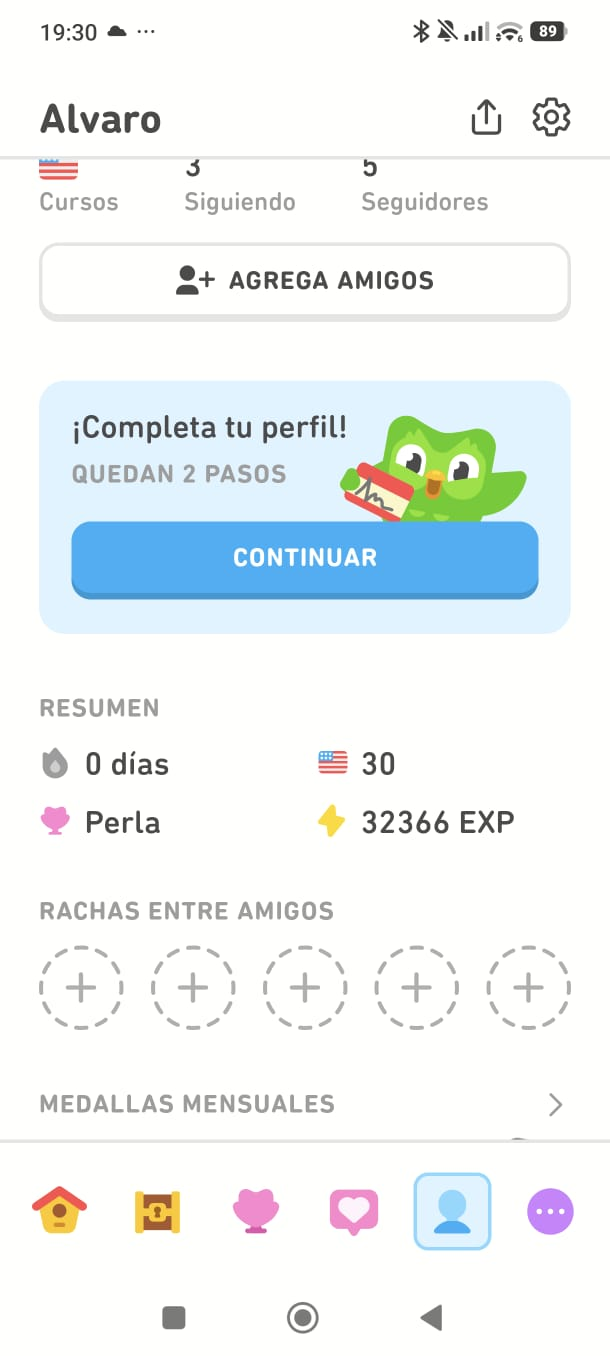 19:30
89
Alvaro
3
5
Cursos
Siguiendo
Seguidores
AGREGA AMIGOS
¡Completa tu perfil!
QUEDAN 2 PASOS
CONTINUAR
RESUMEN
0 días
30
Perla
32366 EXP
RACHAS ENTRE AMIGOS
MEDALLAS MENSUALES